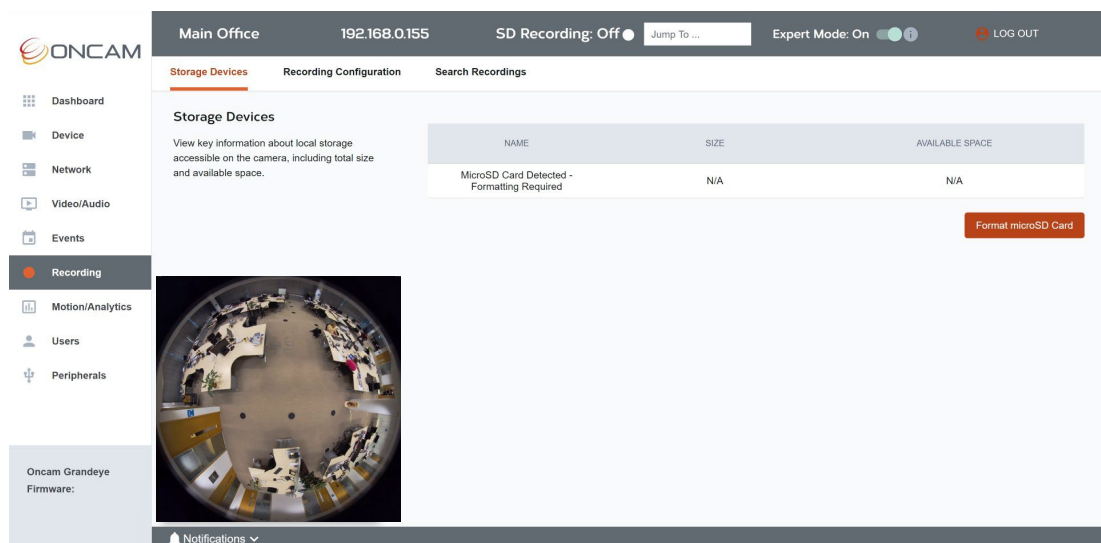 ONCAM
Main Office 192.168.0.155 SD Recording: Off Jump To ... Expert Mode: On i LOG OUT
Storage Devices Recording Configuration Search Recordings
Dashboard
Device
Network
Video/Audio
Events
Recording
Motion/Analytics
Users
Peripherals
Oncam Grandeye
Firmware:
Storage Devices
View key information about local storage
accessible on the camera, including total size
and available space.
NAME SIZE AVAILABLE SPACE
MicroSD Card Detected -
Formatting Required
N/A N/A
Format microSD Card
Notifications